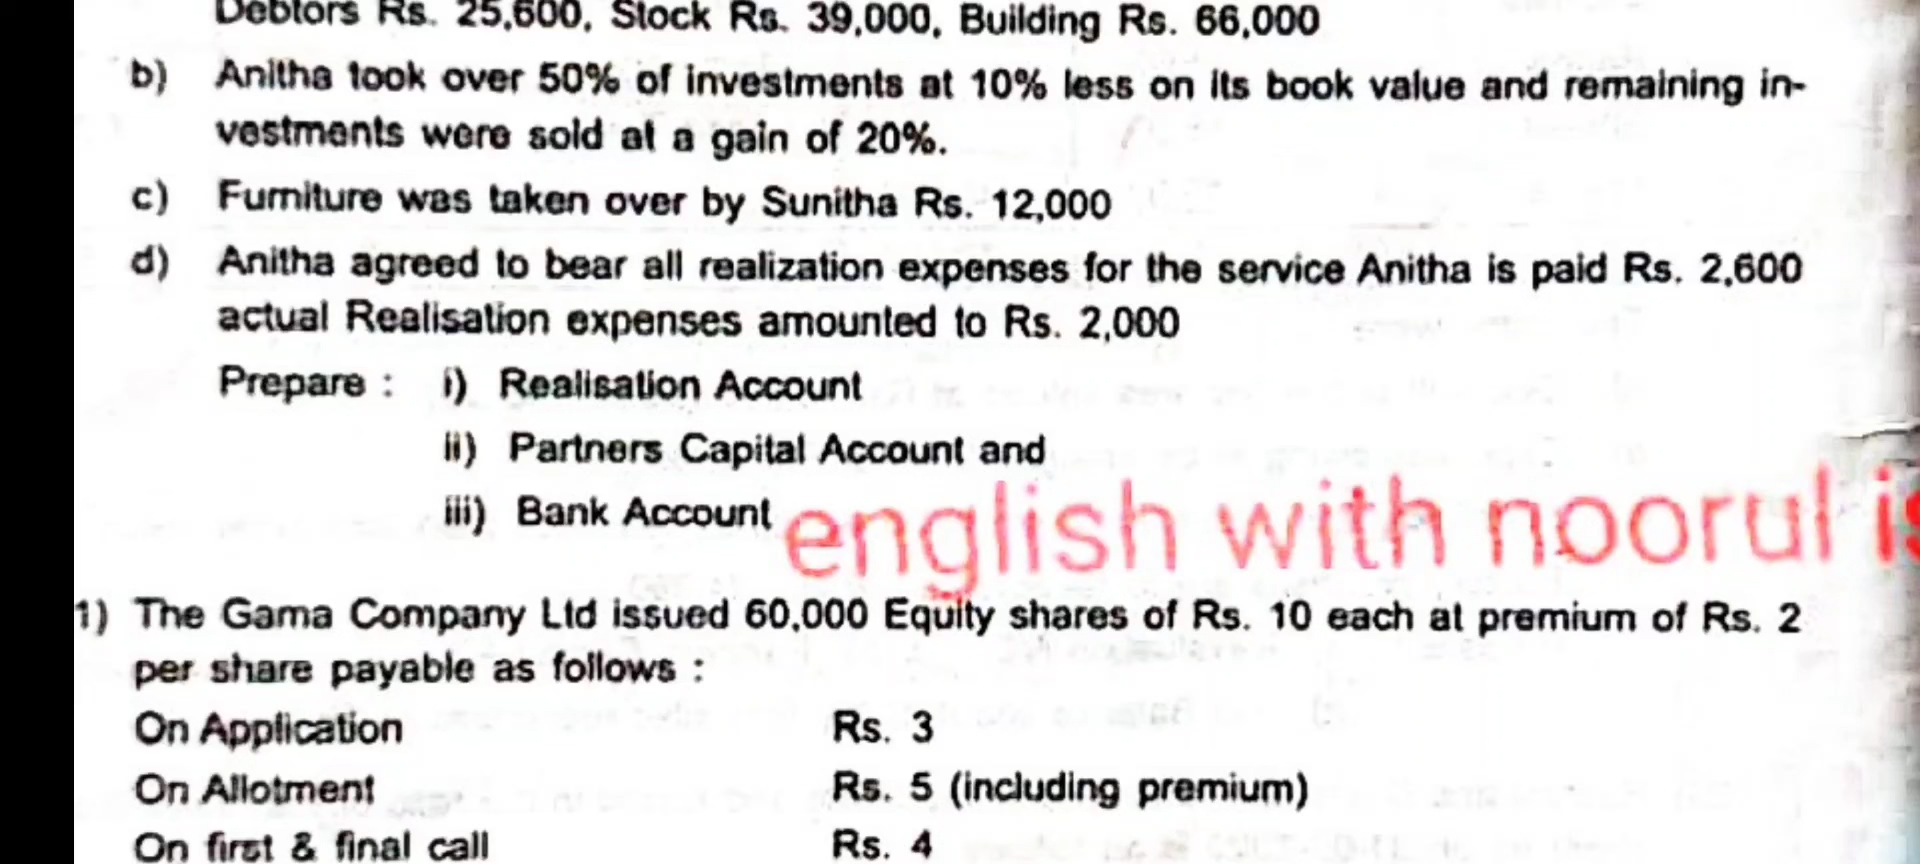 Debtors Rs. 25,600, Stock Rs. 39,000, Building Rs. 66,000
b) Anitha took over 50% of investments at 10% less on its book value and remaining in-
vestments were sold at a gain of 20%.
c) Furniture was taken over by Sunitha Rs. 12,000
d) Anitha agreed to bear all realization expenses for the service Anitha is paid Rs. 2,600
actual Realisation expenses amounted to Rs. 2,000
Prepare : i) Realisation Account
ii) Partners Capital Account and
iii) Bank Account
english with noorul is
1) The Gama Company Ltd issued 60,000 Equity shares of Rs. 10 each at premium of Rs. 2
per share payable as follows :
On Application Rs. 3
On Allotment Rs. 5 (including premium)
On first & final call Rs. 4